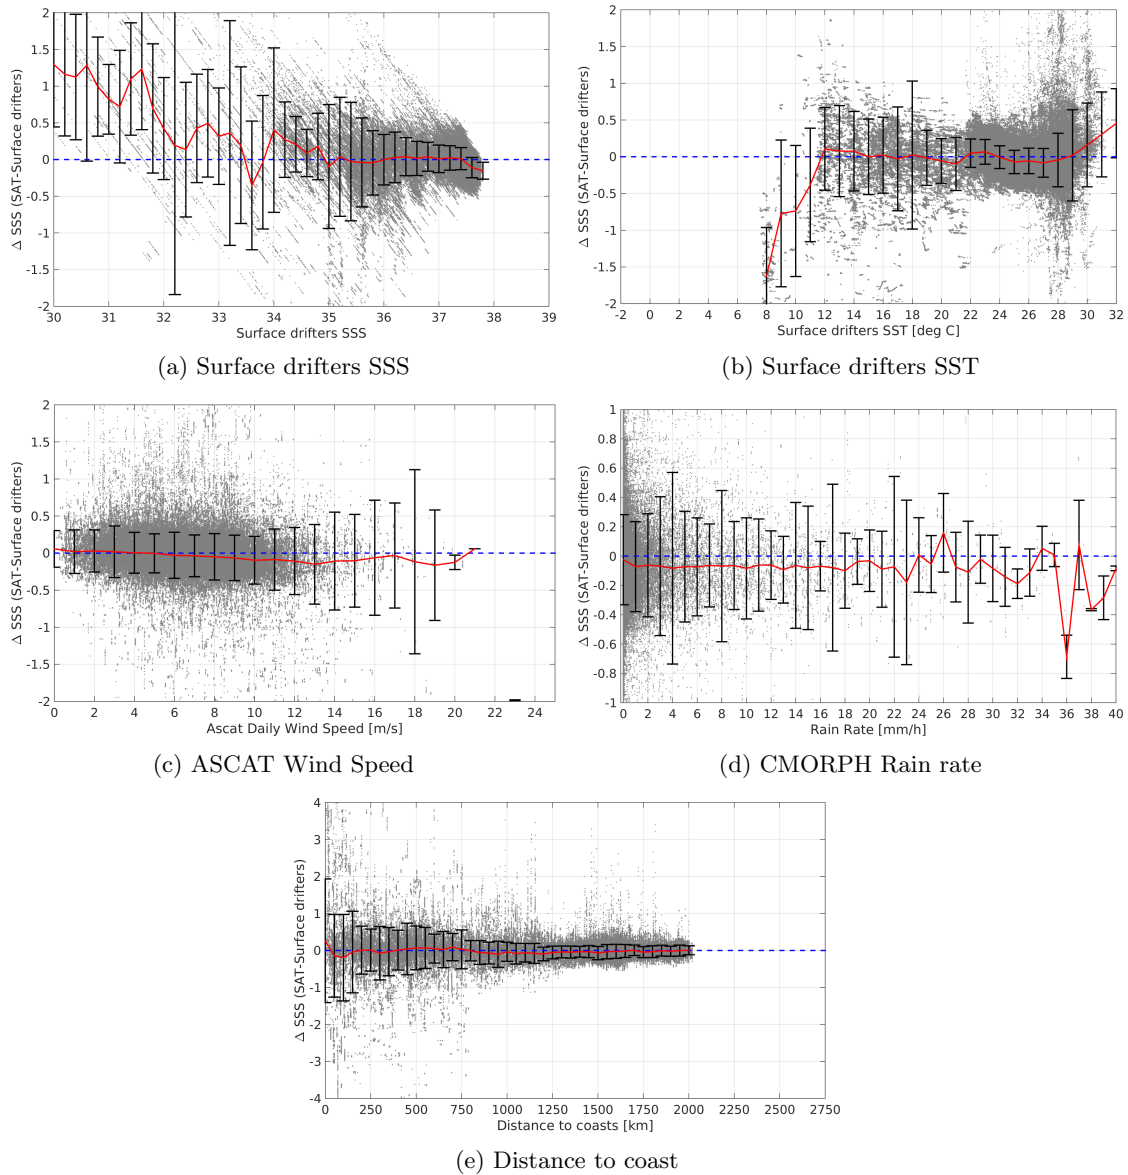 2
1.5
1
0.5
0
-0.5
-1
-1.5
-2
Δ SSS (SAT-Surface drifters)
30 31 32 33 34 35 36 37 38 39
Surface drifters SSS
(a) Surface drifters SSS
2
1.5
1
0.5
0
-0.5
-1
-1.5
-2
Δ SSS (SAT-Surface drifters)
-2 0 2 4 6 8 10 12 14 16 18 20 22 24 26 28 30 32
Surface drifters SST [deg C]
(b) Surface drifters SST
2
1.5
1
0.5
0
-0.5
-1
-1.5
-2
Δ SSS (SAT-Surface drifters)
0 2 4 6 8 10 12 14 16 18 20 22 24
Ascat Daily Wind Speed [m/s]
(c) ASCAT Wind Speed
1
0.8
0.6
0.4
0.2
0
-0.2
-0.4
-0.6
-0.8
-1
Δ SSS (SAT-Surface drifters)
0 2 4 6 8 10 12 14 16 18 20 22 24 26 28 30 32 34 36 38 40
Rain Rate [mm/h]
(d) CMORPH Rain rate
4
3
2
1
0
-1
-2
-3
-4
Δ SSS (SAT-Surface drifters)
0 250 500 750 1000 1250 1500 1750 2000 2250 2500 2750
Distance to coasts [km]
(e) Distance to coast